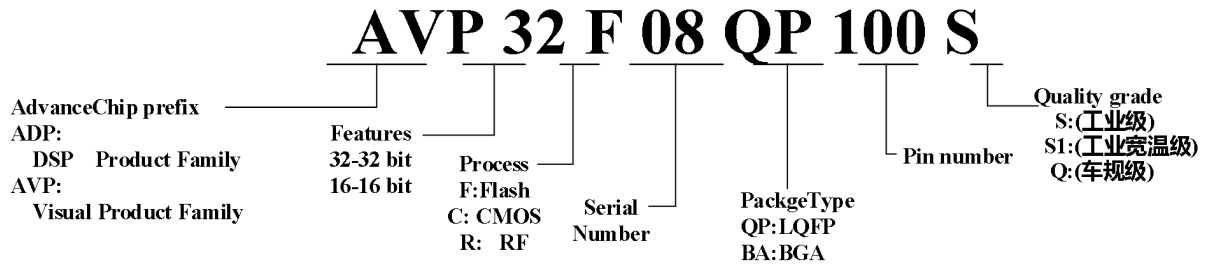 AVP 32 F 08 QP 100 S
AdvanceChip prefix
ADP:
DSP Product Family
AVP:
Visual Product Family
Features
32-32 bit
16-16 bit
Process
F:Flash
C: CMOS
R: RF
Serial
Number
PackgeType
QP:LQFP
BA:BGA
Pin number
Quality grade
S:(工业级)
S1:(工业宽温级)
Q:(车规级)